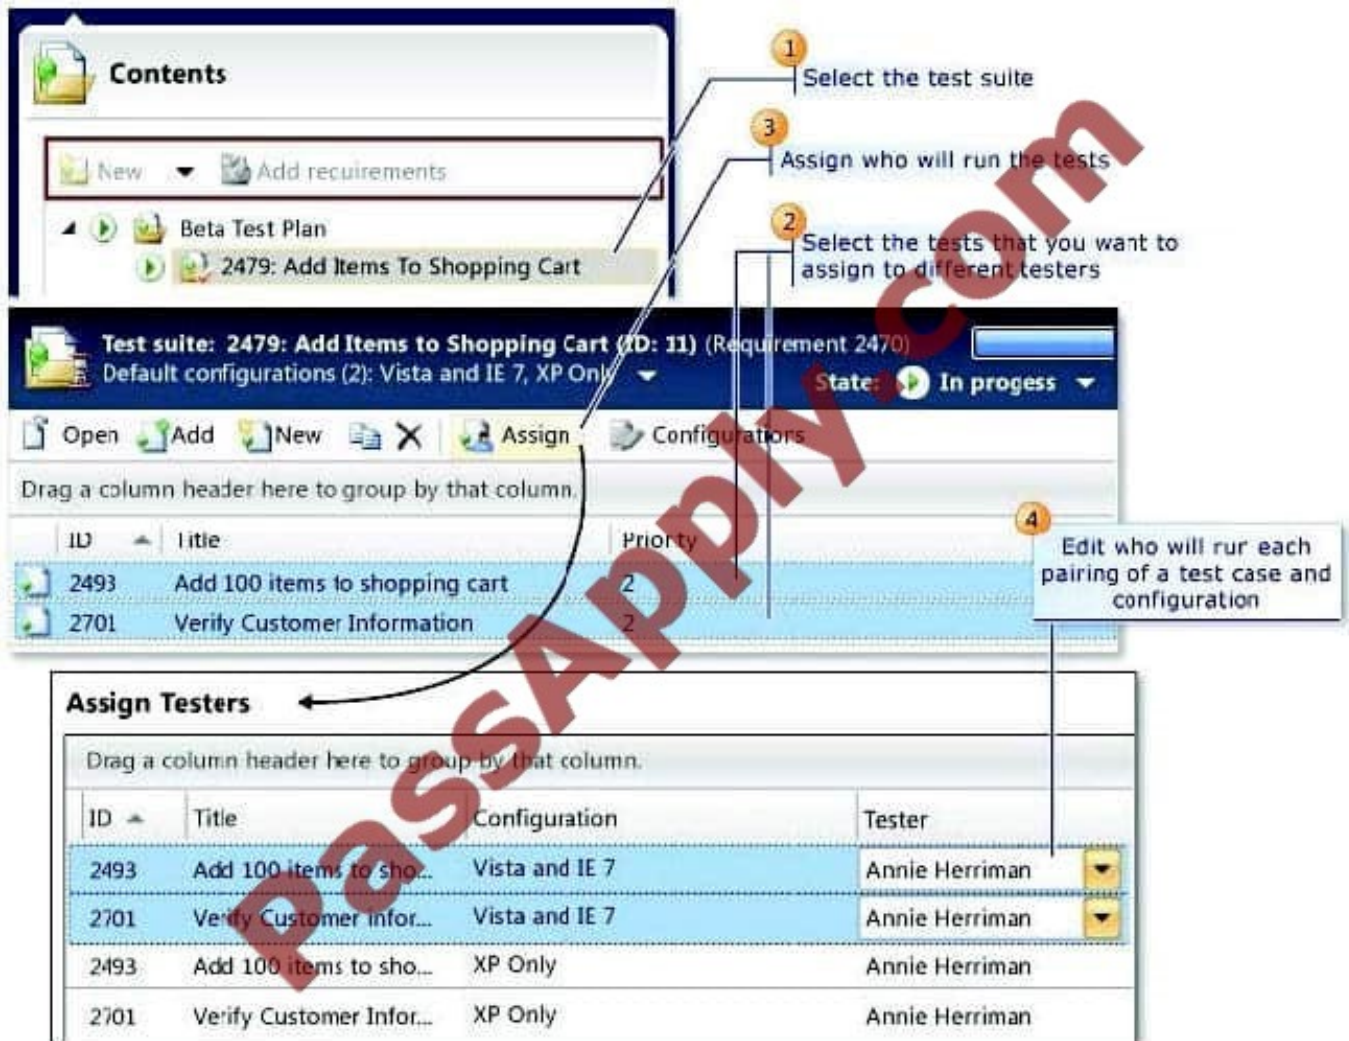 Contents
1
Select the test suite
3
Assign who will run the tests
New
Add recuirements
2
Select the tests that you want to
assign to different testers
Beta Test Plan
2479: Add Items To Shopping Cart
Test suite: 2479: Add Items to Shopping Cart (ID: 11) (Requirement 2470)
Default configurations (2): Vista and IE 7, XP Only
State: In progess
Open Add New Assign Configurations
Drag a column header here to group by that column.
4
Edit who will rur each
pairing of a test case and
configuration
ID Title Priority
2493 Add 100 items to shopping cart 2
2701 Verify Customer Information 2
Assign Testers
Drag a column header here to group by that column.
ID Title Configuration Tester
2493 Add 100 items to sho... Vista and IE 7 Annie Herriman
2701 Verify Customer Infor... Vista and IE 7 Annie Herriman
2493 Add 100 items to sho... XP Only Annie Herriman
2701 Verify Customer Infor... XP Only Annie Herriman
PassApply.com